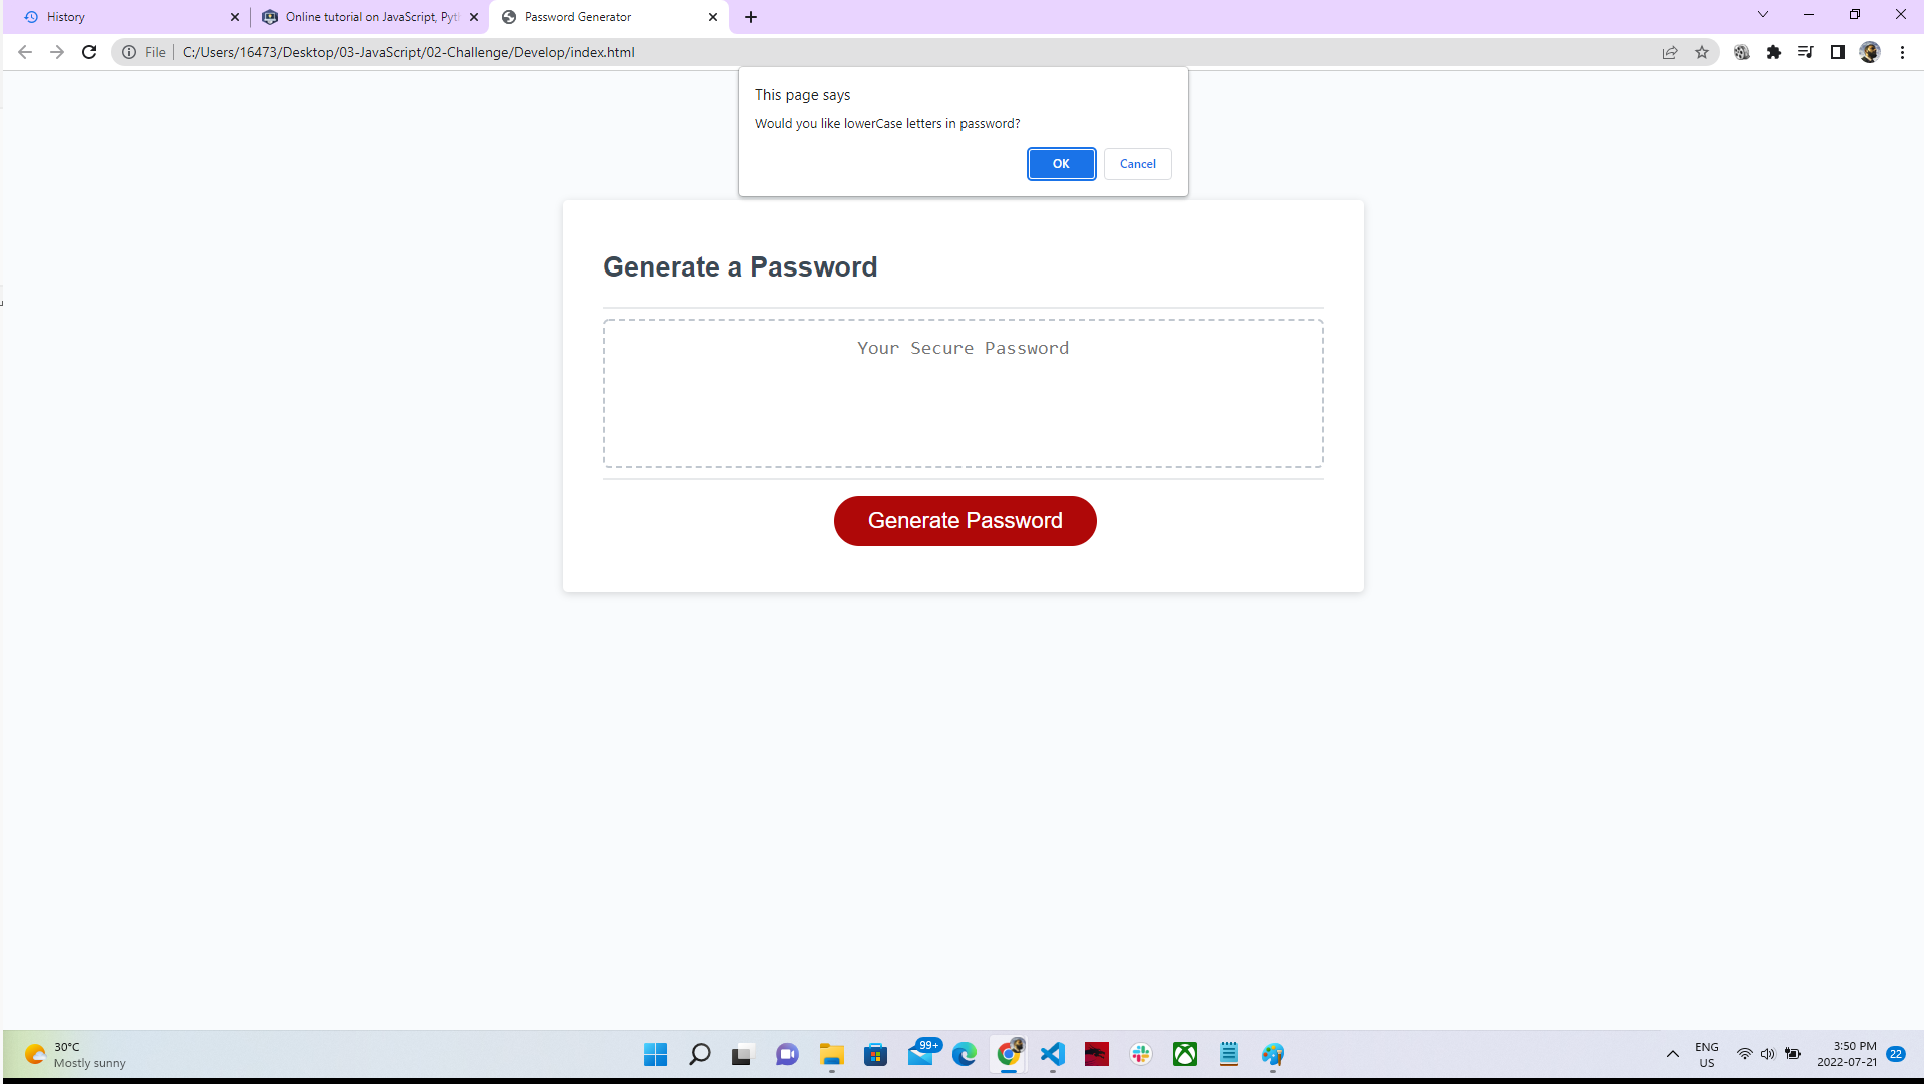 History
Online tutorial on JavaScript, Pyt
Password Generator
File
C:/Users/16473/Desktop/03-JavaScript/02-Challenge/Develop/index.html
This page says
Would you like lowerCase letters in password?
OK
Cancel
Generate a Password
Your Secure Password
Generate Password
30°C
Mostly sunny
99+
ENG
US
3:50 PM
2022-07-21
22